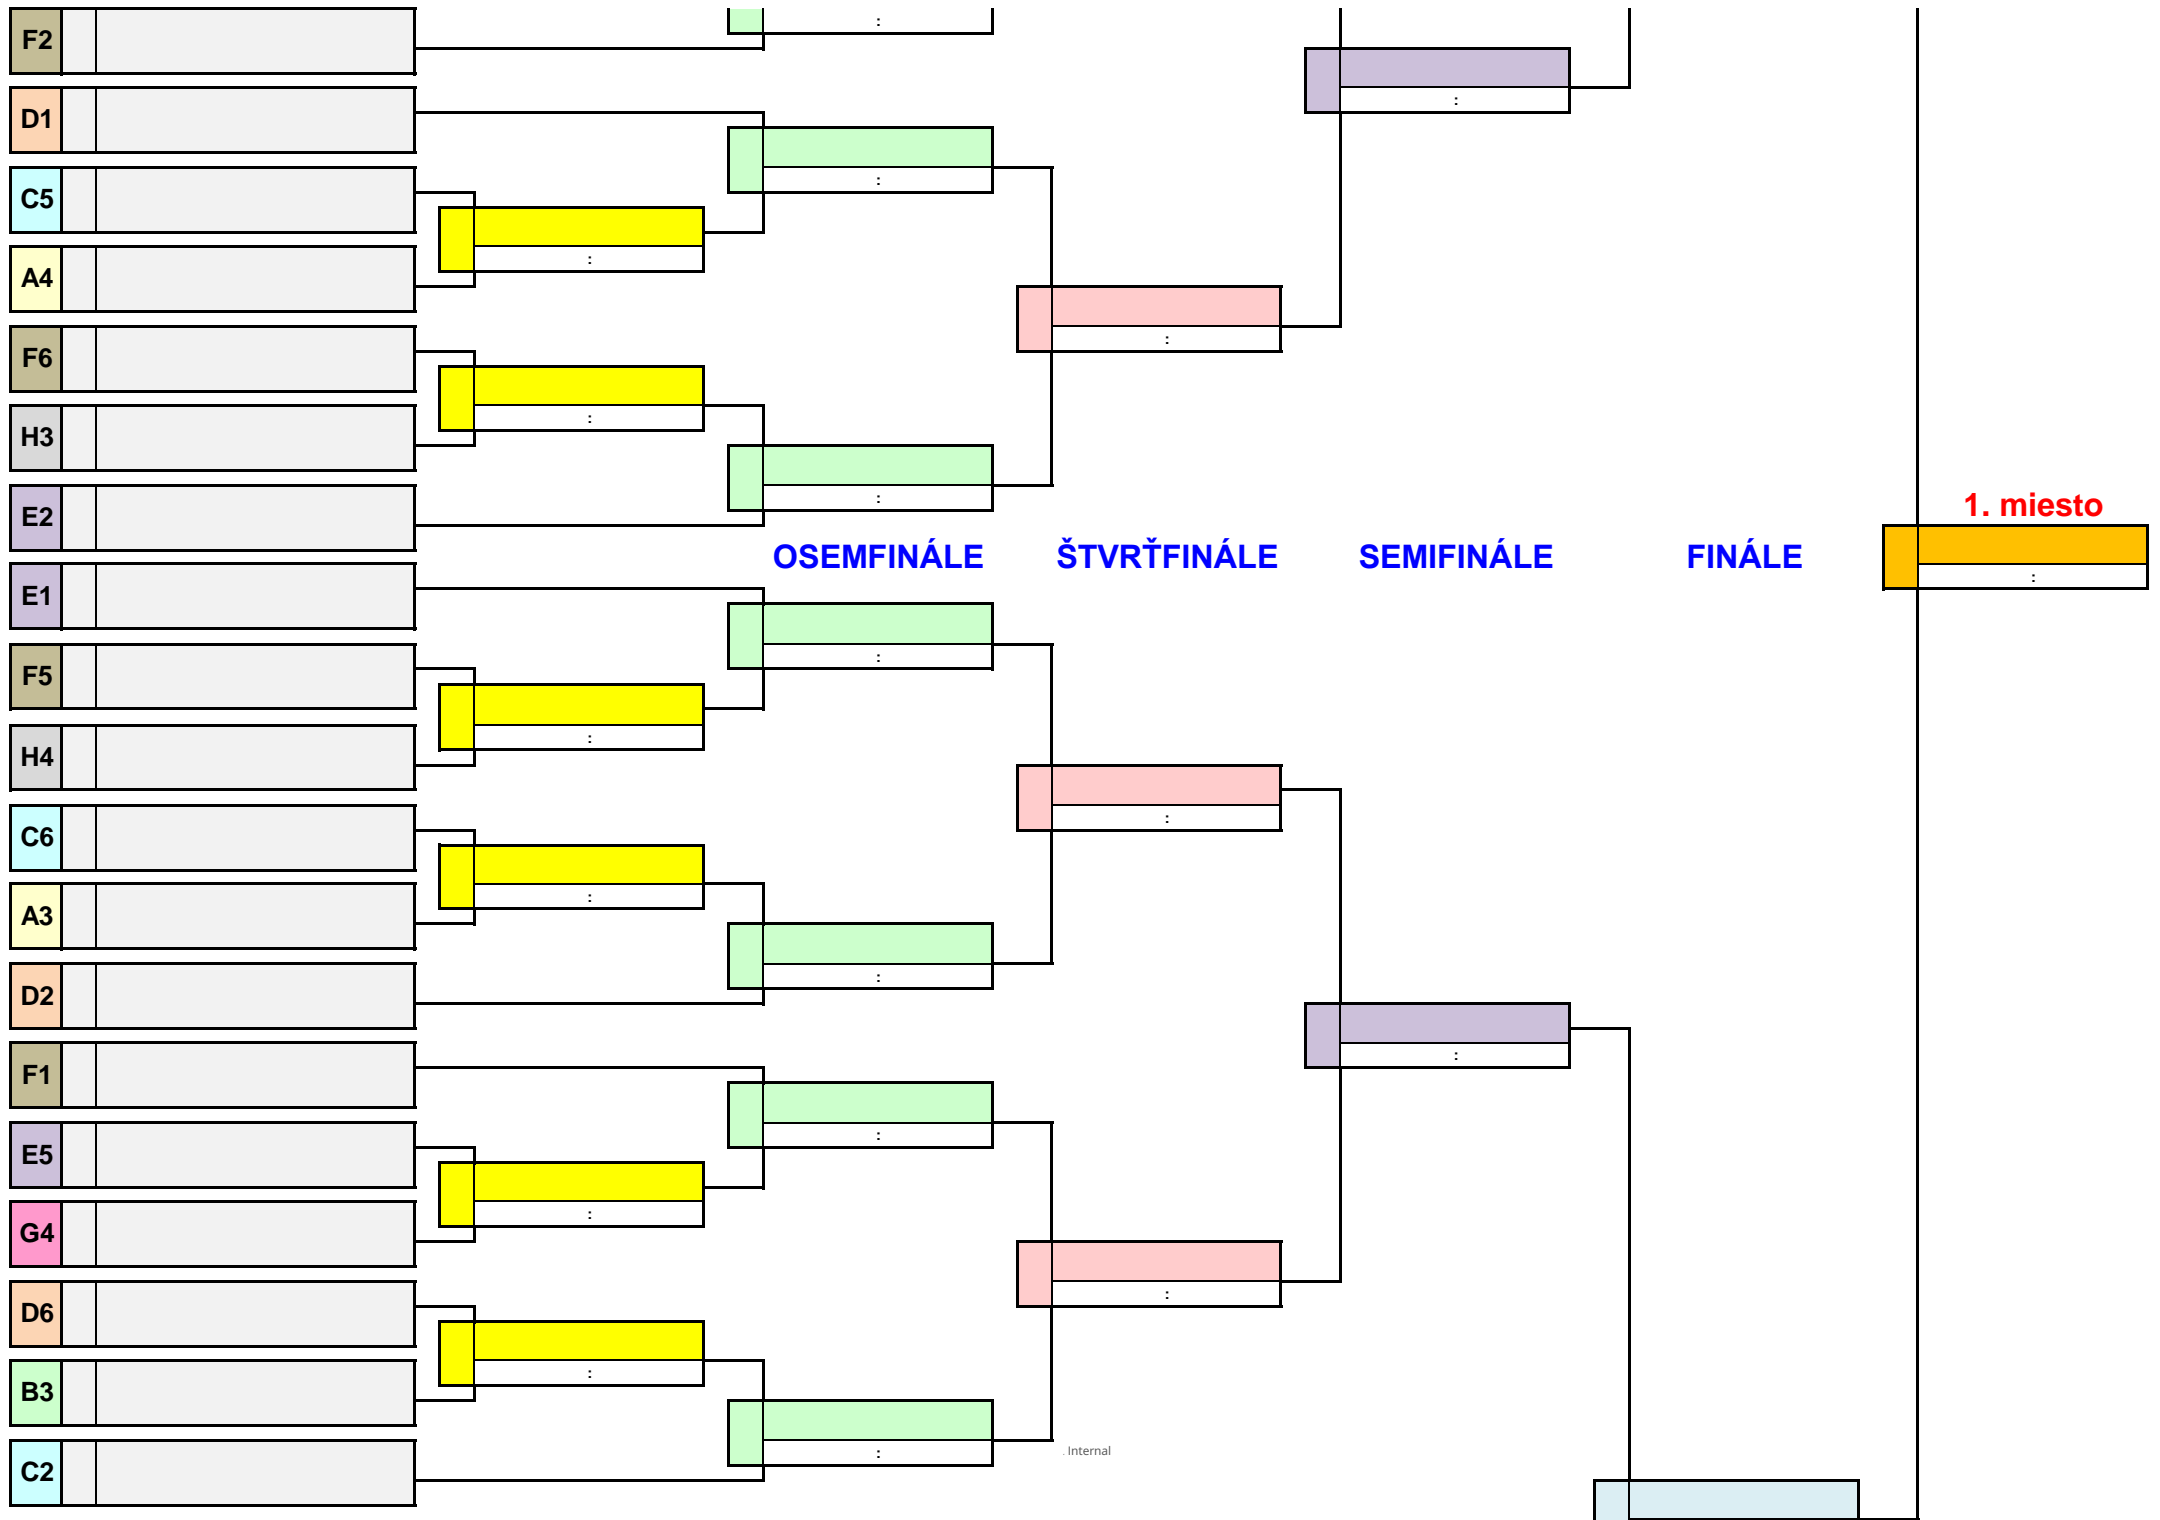 F2
:
:
D1
:
C5
:
A4
F6
:
:
H3
:
E2
1. miesto
OSEMFINÁLE ŠTVRŤFINÁLE SEMIFINÁLE FINÁLE
:
E1
:
F5
:
H4
:
C6
:
A3
:
D2
:
F1
:
E5
:
G4
:
D6
:
B3
:
C2
. Internal